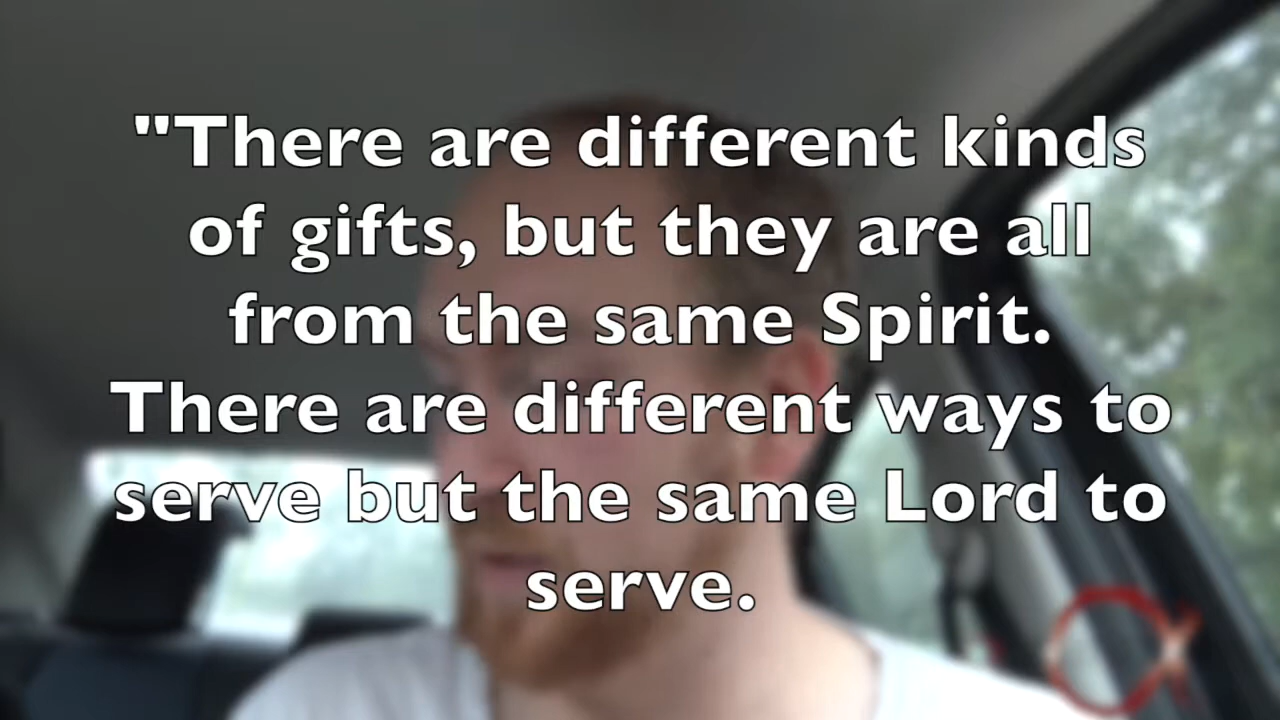 "There are different kinds
of gifts, but they are all
from the same Spirit.
There are different ways to
serve but the same Lord to
serve.